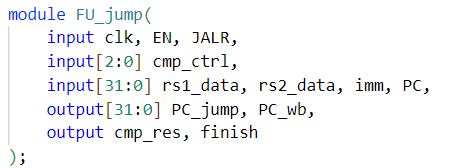 module FU_jump(
    input clk, EN, JALR,
    input[2:0] cmp_ctrl,
    input[31:0] rs1_data, rs2_data, imm, PC,
    output[31:0] PC_jump, PC_wb,
    output cmp_res, finish
);